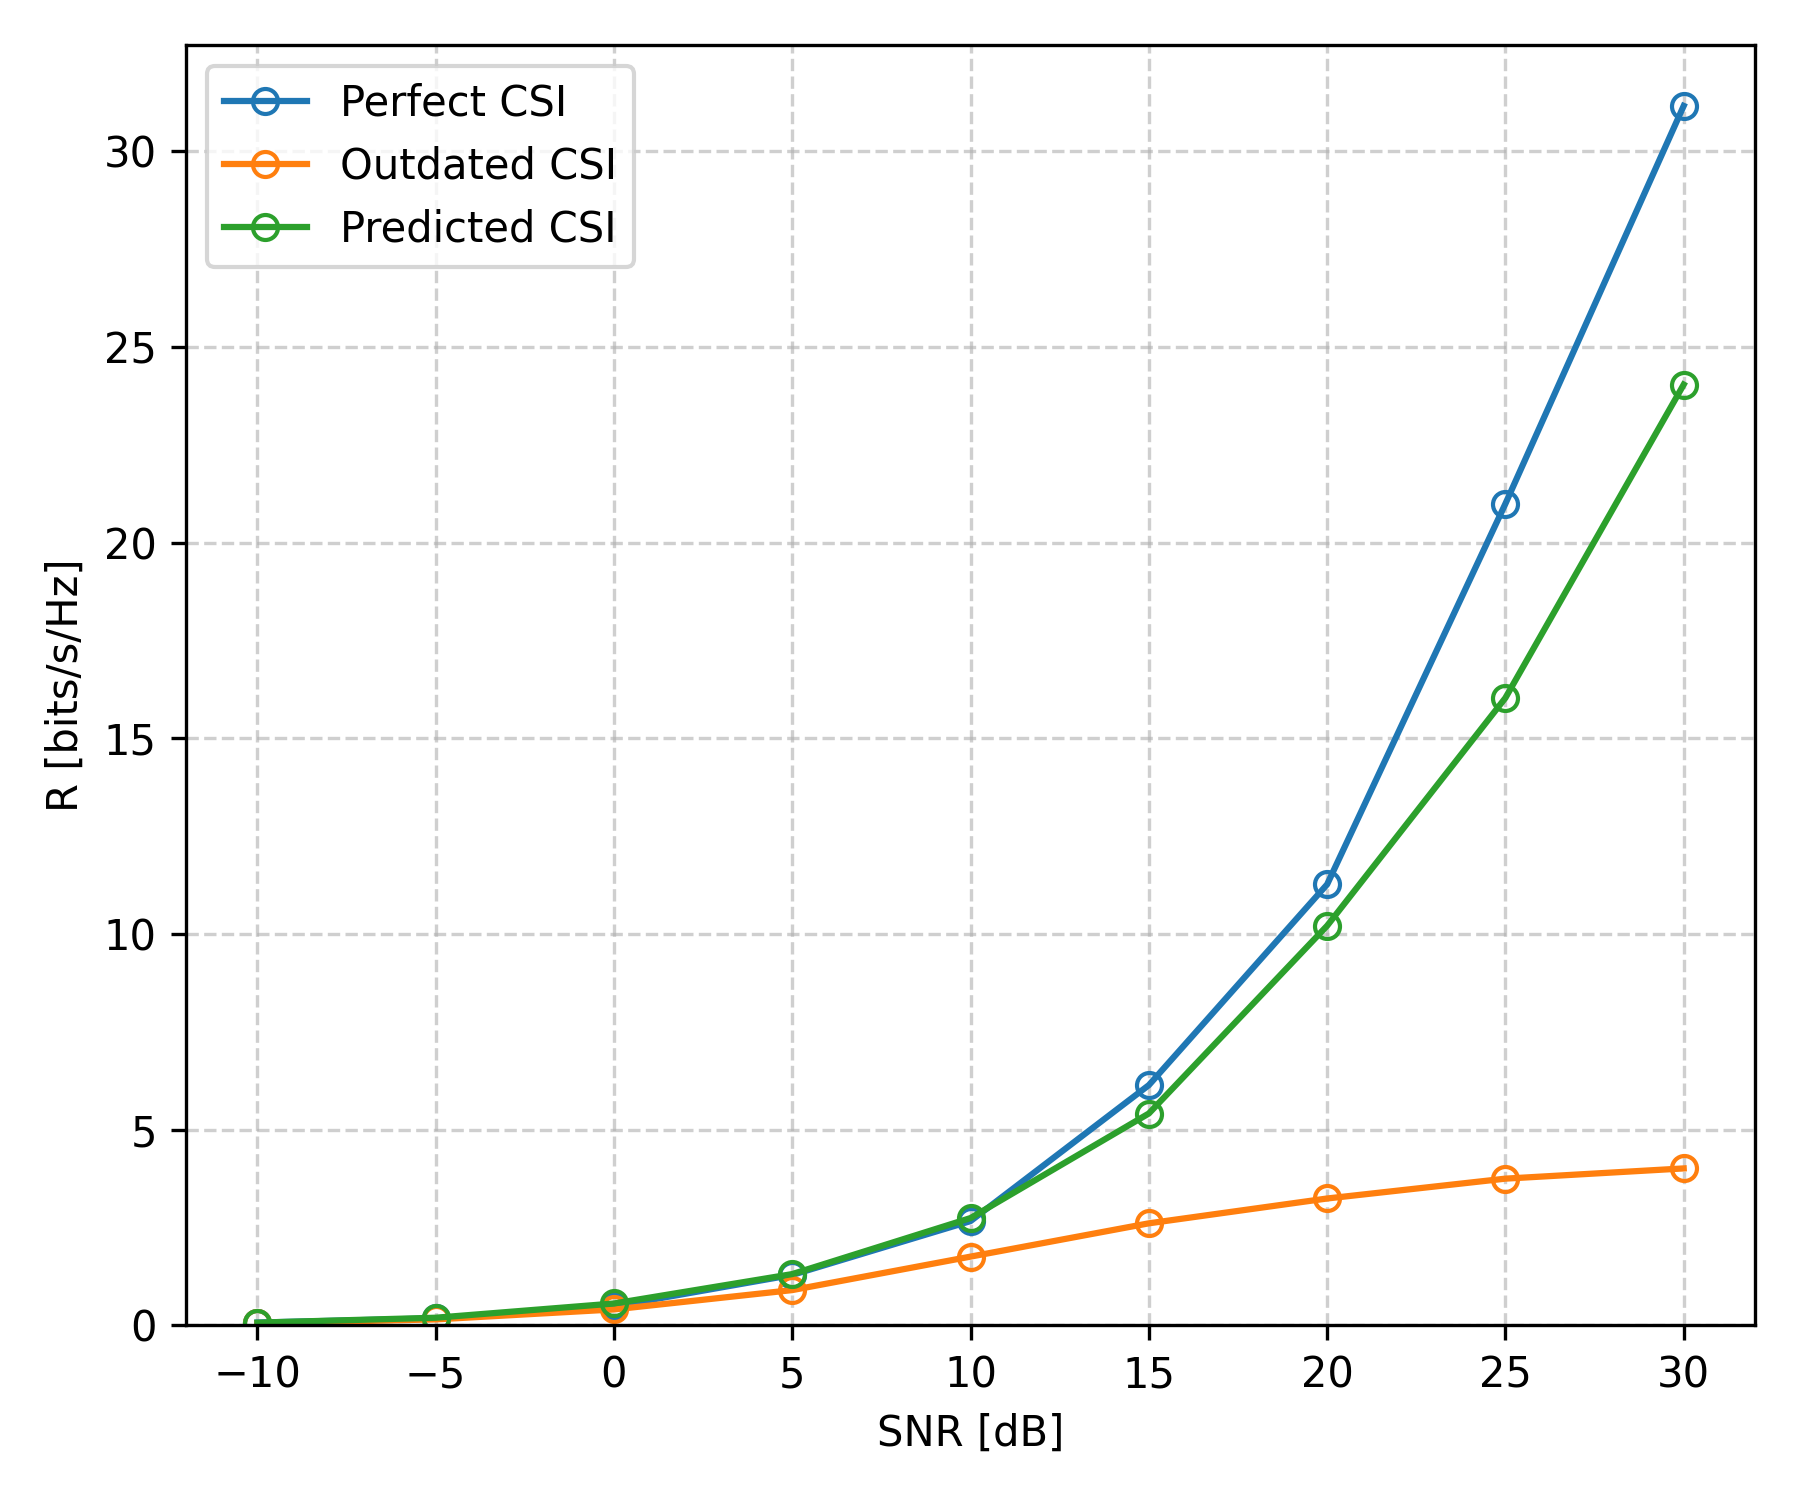 Perfect CSI
Outdated CSI
Predicted CSI
30
25
20
15
10
5
0
R [bits/s/Hz]
−10 −5 0 5 10 15 20 25 30
SNR [dB]